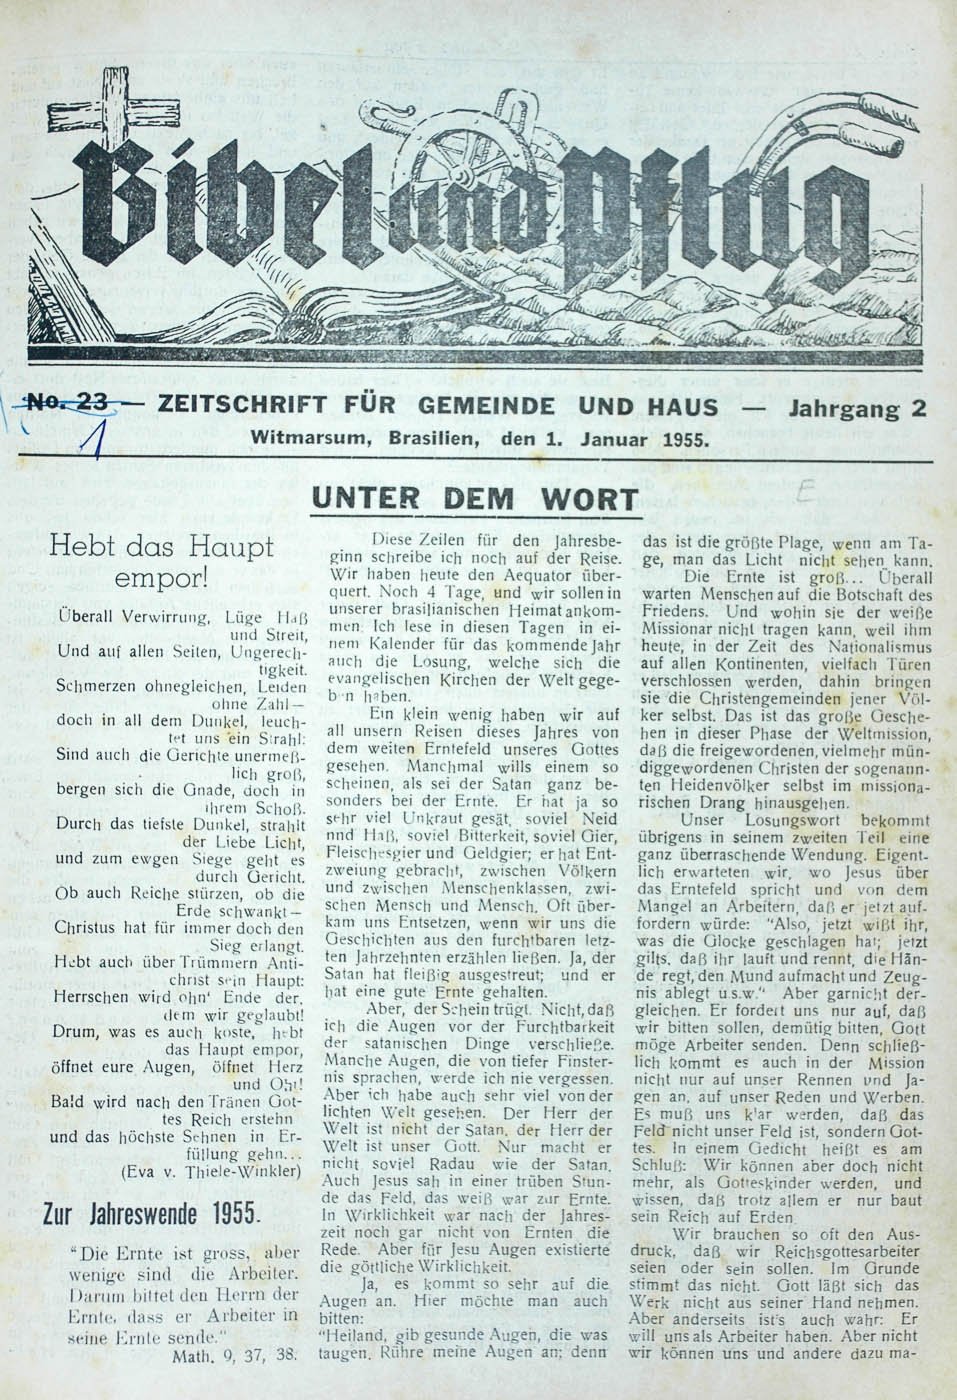 Bibel und Pflug
No. 23 — ZEITSCHRIFT FÜR GEMEINDE UND HAUS — Jahrgang 2
1
Witmarsum, Brasilien, den 1. Januar 1955.
E
UNTER DEM WORT
Hebt das Haupt
empor!
Überall Verwirrung, Lüge Haß
und Streit,
Und auf allen Seiten, Ungerech-
tigkeit.
Schmerzen ohnegleichen, Leiden
ohne Zahl—
doch in all dem Dunkel, leuch-
tet uns ein Strahl:
Sind auch die Gerichte unermeß-
lich groß,
bergen sich die Gnade, doch in
ihrem Schoß.
Durch das tiefste Dunkel, strahlt
der Liebe Licht,
und zum ewgen Siege geht es
durch Gericht.
Ob auch Reiche stürzen, ob die
Erde schwankt—
Christus hat für immer doch den
Sieg erlangt.
Hebt auch über Trümmern Anti-
christ sein Haupt:
Herrschen wird ohn' Ende der,
dem wir geglaubt!
Drum, was es auch koste, hebt
das Haupt empor,
öffnet eure Augen, öffnet Herz
und Ohr!
Bald wird nach den Tränen Got-
tes Reich erstehn
und das höchste Sehnen in Er-
füllung gehn...
(Eva v. Thiele-Winkler)
Zur Jahreswende 1955.
"Die Ernte ist gross, aber
wenige sind die Arbeiter.
Darum bittet den Herrn der
Ernte, dass er Arbeiter in
seine Ernte sende."
Math. 9, 37, 38.
Diese Zeilen für den Jahresbe-
ginn schreibe ich noch auf der Reise.
Wir haben heute den Aequator über-
quert. Noch 4 Tage, und wir sollen in
unserer brasilianischen Heimat ankom-
men. Ich lese in diesen Tagen in ei-
nem Kalender für das kommende Jahr
auch die Losung, welche sich die
evangelischen Kirchen der Welt gege-
ben haben.
Ein klein wenig haben wir auf
all unsern Reisen dieses Jahres von
dem weiten Erntefeld unseres Gottes
gesehen. Manchmal wills einem so
scheinen, als sei der Satan ganz be-
sonders bei der Ernte. Er hat ja so
sehr viel Unkraut gesät, soviel Neid
nnd Haß, soviel Bitterkeit, soviel Gier,
Fleischesgier und Geldgier; er hat Ent-
zweiung gebracht, zwischen Völkern
und zwischen Menschenklassen, zwi-
schen Mensch und Mensch. Oft über-
kam uns Entsetzen, wenn wir uns die
Geschichten aus den furchtbaren letz-
ten Jahrzehnten erzählen ließen. Ja, der
Satan hat fleißig ausgestreut; und er
hat eine gute Ernte gehalten.
Aber, der Schein trügt. Nicht, daß
ich die Augen vor der Furchtbarkeit
der satanischen Dinge verschließe.
Manche Augen, die von tiefer Finster-
nis sprachen, werde ich nie vergessen.
Aber ich habe auch sehr viel von der
lichten Welt gesehen. Der Herr der
Welt ist nicht der Satan, der Herr der
Welt ist unser Gott. Nur macht er
nicht soviel Radau wie der Satan.
Auch Jesus sah in einer trüben Stun-
de das Feld, das weiß war zur Ernte.
In Wirklichkeit war nach der Jahres-
zeit noch gar nicht von Ernten die
Rede. Aber für Jesu Augen existierte
die göttliche Wirklichkeit.
Ja, es kommt so sehr auf die
Augen an. Hier möchte man auch
bitten:
"Heiland, gib gesunde Augen, die was
taugen. Rühre meine Augen an; denn
das ist die größte Plage, wenn am Ta-
ge, man das Licht nicht sehen kann.
Die Ernte ist groß... Überall
warten Menschen auf die Botschaft des
Friedens. Und wohin sie der weiße
Missionar nicht tragen kann, weil ihm
heute, in der Zeit des Nationalismus
auf allen Kontinenten, vielfach Türen
verschlossen werden, dahin bringen
sie die Christengemeinden jener Völ-
ker selbst. Das ist das große Gesche-
hen in dieser Phase der Weltmission,
daß die freigewordenen, vielmehr mün-
diggewordenen Christen der sogenann-
ten Heidenvölker selbst im missiona-
rischen Drang hinausgehen.
Unser Losungswort bekommt
übrigens in seinem zweiten Teil eine
ganz überraschende Wendung. Eigent-
lich erwarteten wir, wo Jesus über
das Erntefeld spricht und von dem
Mangel an Arbeitern, daß er jetzt auf-
fordern würde: "Also, jetzt wißt ihr,
was die Glocke geschlagen hat; jetzt
gilts, daß ihr lauft und rennt, die Hän-
de regt, den Mund aufmacht und Zeug-
nis ablegt u.s.w." Aber garnicht der-
gleichen. Er fordert uns nur auf, daß
wir bitten sollen, demütig bitten, Gott
möge Arbeiter senden. Denn schließ-
lich kommt es auch in der Mission
nicht nur auf unser Rennen und Ja-
gen an, auf unser Reden und Werben.
Es muß uns klar werden, daß das
Feld nicht unser Feld ist, sondern Got-
tes. In einem Gedicht heißt es am
Schluß: Wir können aber doch nicht
mehr, als Gotteskinder werden, und
wissen, daß trotz allem er nur baut
sein Reich auf Erden.
Wir brauchen so oft den Aus-
druck, daß wir Reichsgottesarbeiter
seien oder sein sollen. Im Grunde
stimmt das nicht. Gott läßt sich das
Werk nicht aus seiner Hand nehmen.
Aber anderseits ist's auch wahr: Er
will uns als Arbeiter haben. Aber nicht
wir können uns und andere dazu ma-